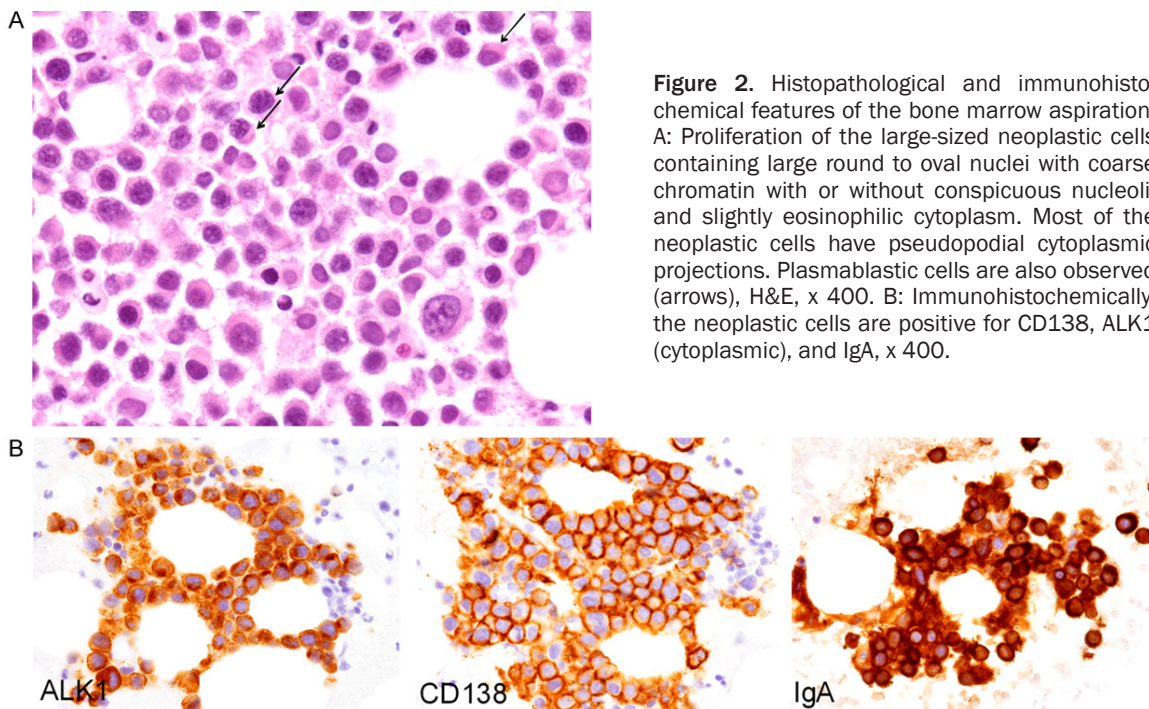 A
Figure 2. Histopathological and immunohisto
chemical features of the bone marrow aspiration
A: Proliferation of the large-sized neoplastic cells
containing large round to oval nuclei with coarse
chromatin with or without conspicuous nucleoli
and slightly eosinophilic cytoplasm. Most of the
neoplastic cells have pseudopodial cytoplasmic
projections. Plasmablastic cells are also observed
(arrows), H&E, x 400. B: Immunohistochemically
the neoplastic cells are positive for CD138, ALK1
(cytoplasmic), and IgA, x 400.
B
ALK1
CD138
IgA